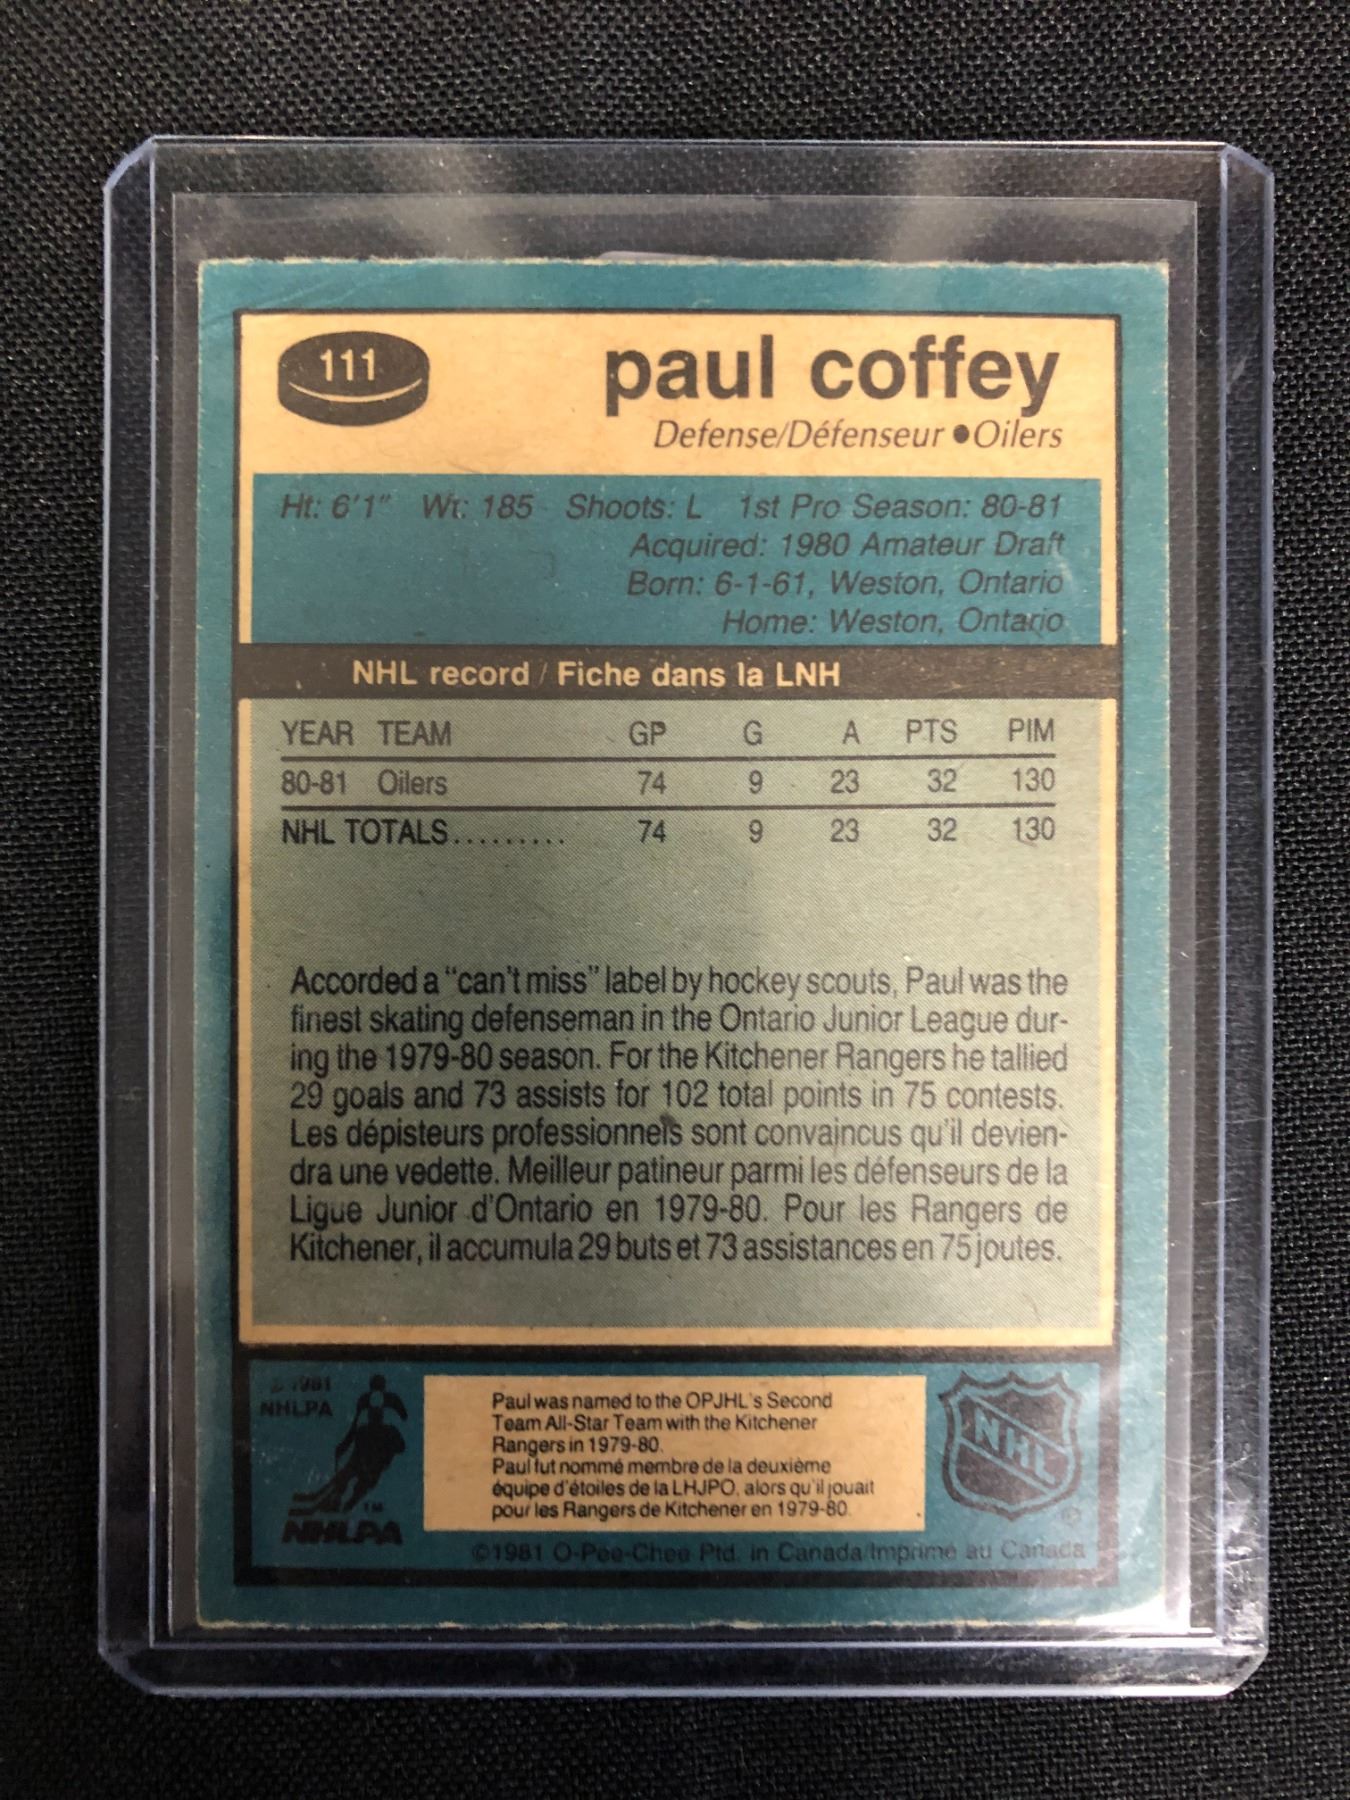 111
paul coffey
Defense/Défenseur ●Oilers
Ht: 6'1" Wt: 185 Shoots: L 1st Pro Season: 80-81
Acquired: 1980 Amateur Draft
Born: 6-1-61, Weston, Ontario
Home: Weston, Ontario
NHL record / Fiche dans la LNH
YEAR TEAM GP G A PTS PIM
80-81 Oilers 74 9 23 32 130
NHL TOTALS......... 74 9 23 32 130
Accorded a "can't miss" label by hockey scouts, Paul was the
finest skating defenseman in the Ontario Junior League dur-
ing the 1979-80 season. For the Kitchener Rangers he tallied
29 goals and 73 assists for 102 total points in 75 contests.
Les dépisteurs professionnels sont convaincus qu'il devien-
dra une vedette. Meilleur patineur parmi les défenseurs de la
Ligue Junior d'Ontario en 1979-80. Pour les Rangers de
Kitchener, il accumula 29 buts et 73 assistances en 75 joutes.
© 1981
NHLPA
TM
NHLPA
Paul was named to the OPJHL's Second
Team All-Star Team with the Kitchener
Rangers in 1979-80.
Paul fut nommé membre de la deuxième
équipe d'étoiles de la LHJPO, alors qu'il jouait
pour les Rangers de Kitchener en 1979-80.
NHL
®
©1981 O-Pee-Chee Ptd. in Canada/Imprimé au Canada